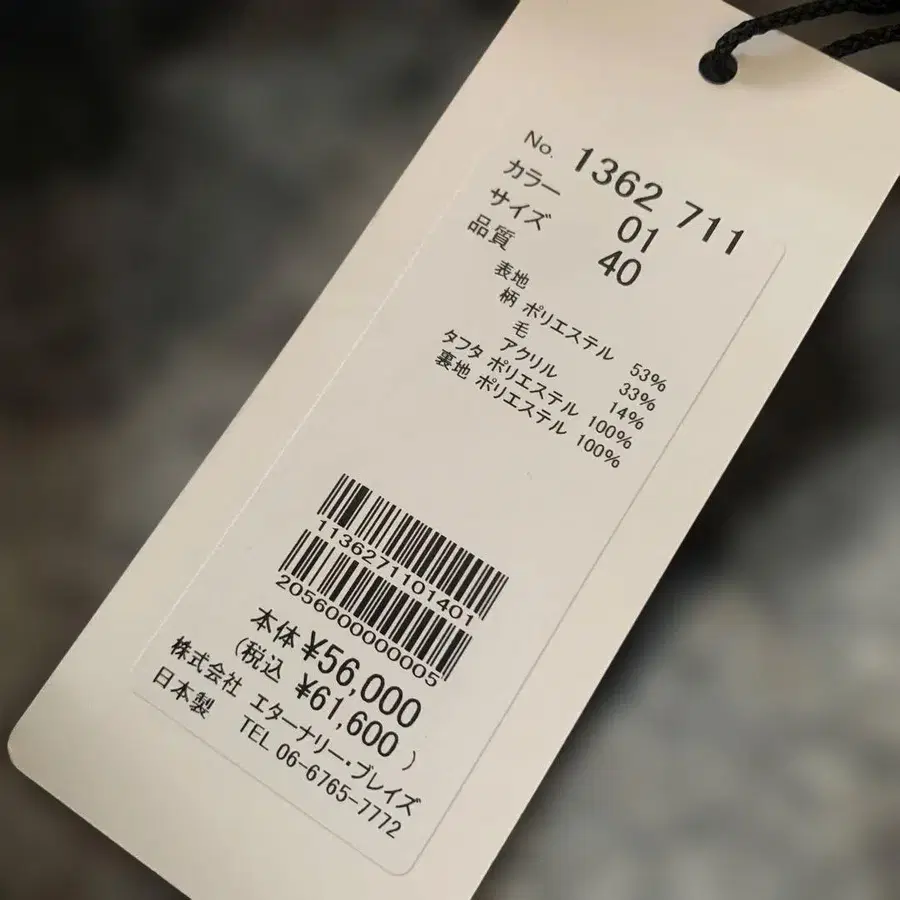 No. 1362 711
カラー 01
サイズ 40
品質
表地
柄 ポリエステル 53%
毛 33%
アクリル 14%
タフタ ポリエステル 100%
裏地 ポリエステル 100%
1136271101401
2056000000005
本体 ¥56,000
(税込 ¥61,600 )
株式会社 エターナリー・ブレイズ
日本製 TEL 06-6765-7772